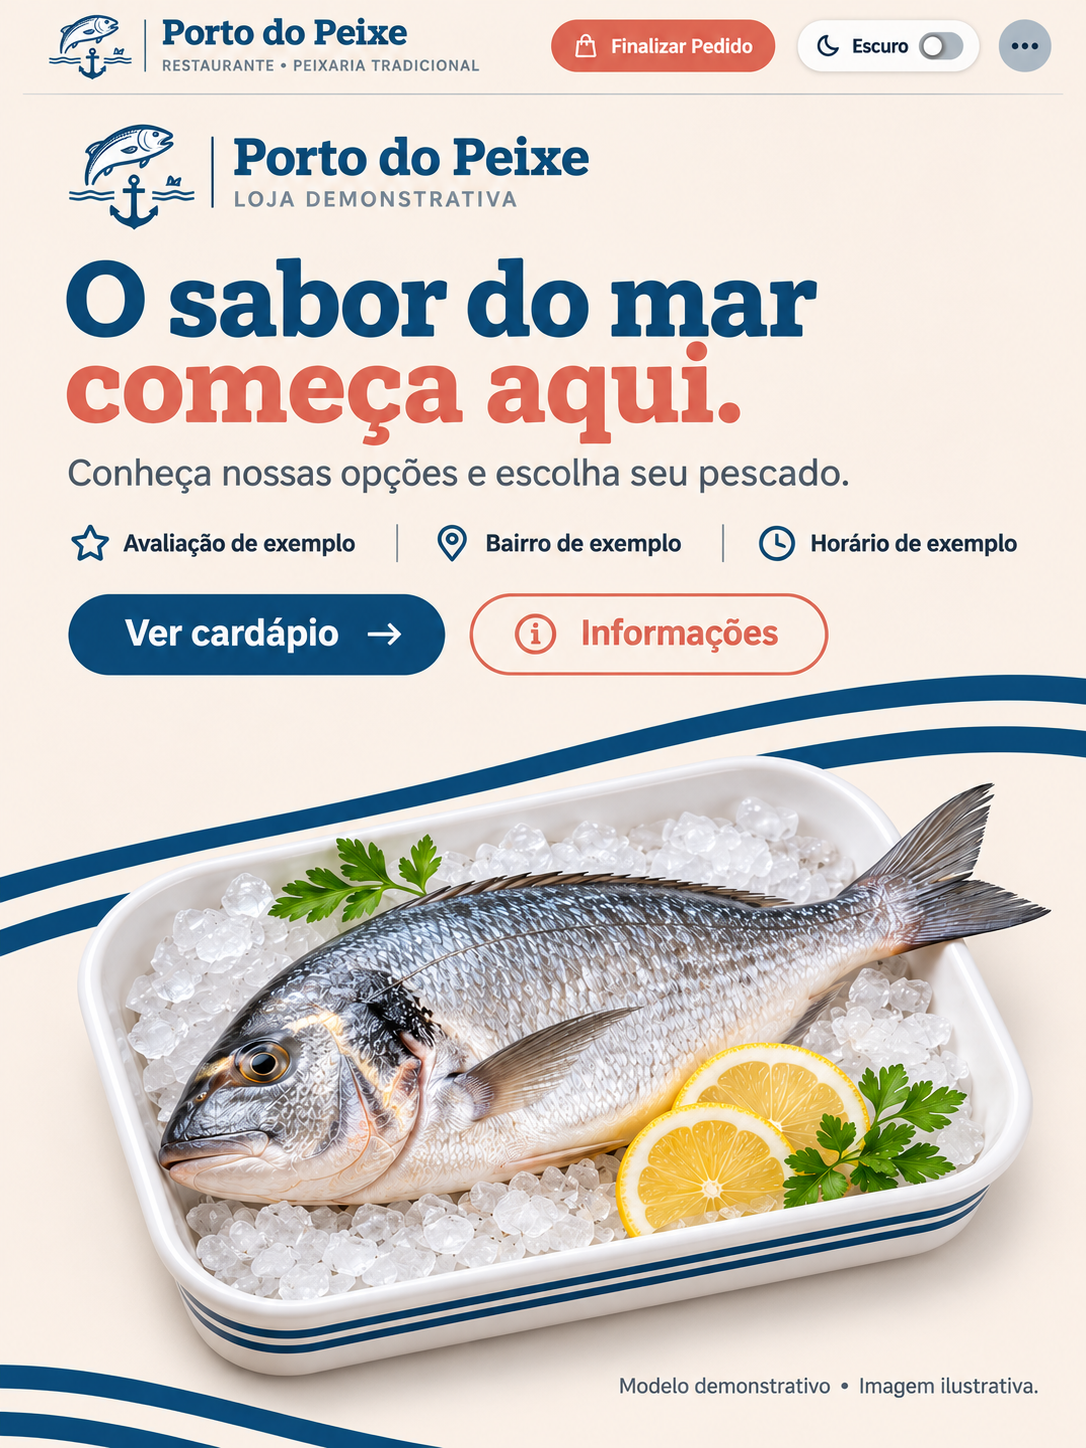 Porto do Peixe
RESTAURANTE • PEIXARIA TRADICIONAL
Finalizar Pedido
Escuro
Porto do Peixe
LOJA DEMONSTRATIVA
O sabor do mar
começa aqui.
Conheça nossas opções e escolha seu pescado.
Avaliação de exemplo
Bairro de exemplo
Horário de exemplo
Ver cardápio →
Informações
Modelo demonstrativo • Imagem ilustrativa.